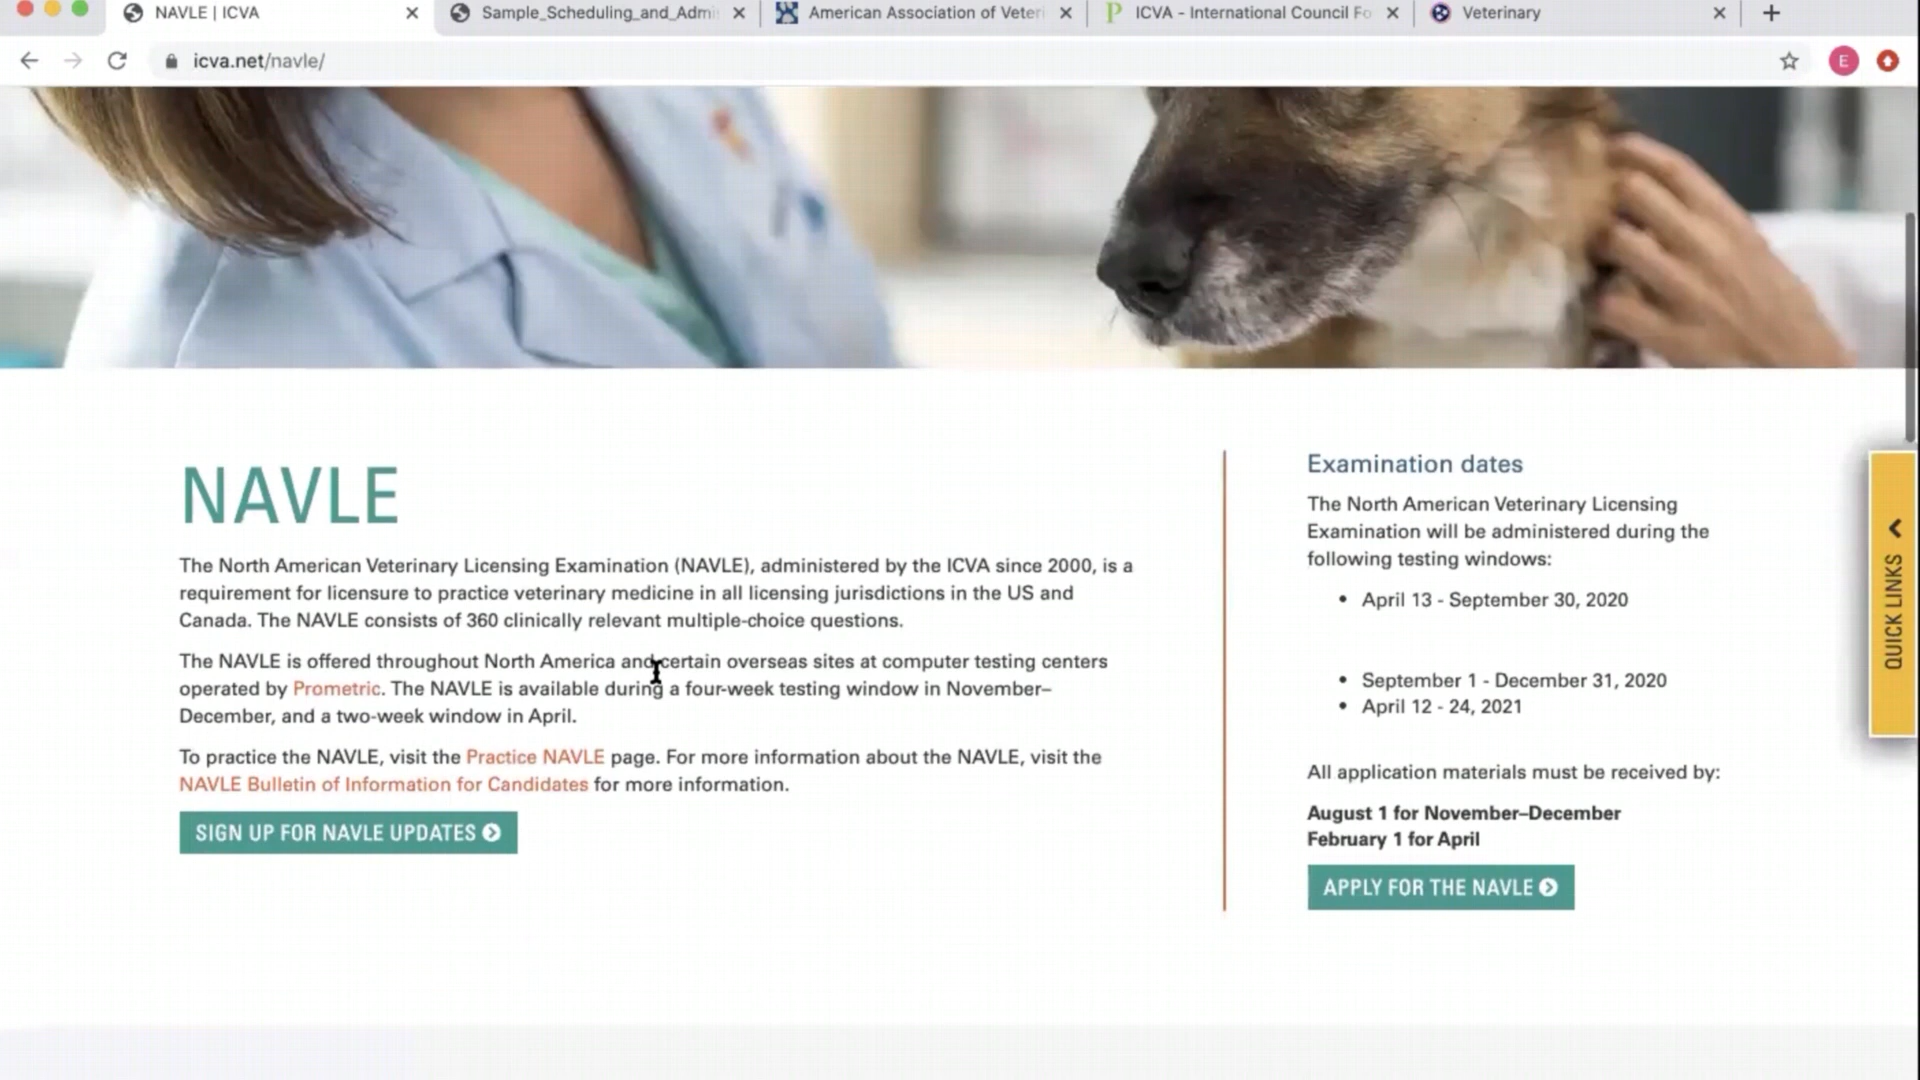 NAVLE | ICVA
Sample_Scheduling_and_Admi
American Association of Veteri
ICVA - International Council Fo
Veterinary
icva.net/navle/
E
NAVLE
The North American Veterinary Licensing Examination (NAVLE), administered by the ICVA since 2000, is a
requirement for licensure to practice veterinary medicine in all licensing jurisdictions in the US and
Canada. The NAVLE consists of 360 clinically relevant multiple-choice questions.
The NAVLE is offered throughout North America and certain overseas sites at computer testing centers
operated by Prometric. The NAVLE is available during a four-week testing window in November–
December, and a two-week window in April.
To practice the NAVLE, visit the Practice NAVLE page. For more information about the NAVLE, visit the
NAVLE Bulletin of Information for Candidates for more information.
SIGN UP FOR NAVLE UPDATES
Examination dates
The North American Veterinary Licensing
Examination will be administered during the
following testing windows:
• April 13 - September 30, 2020
• September 1 - December 31, 2020
• April 12 - 24, 2021
All application materials must be received by:
August 1 for November–December
February 1 for April
APPLY FOR THE NAVLE
QUICK LINKS